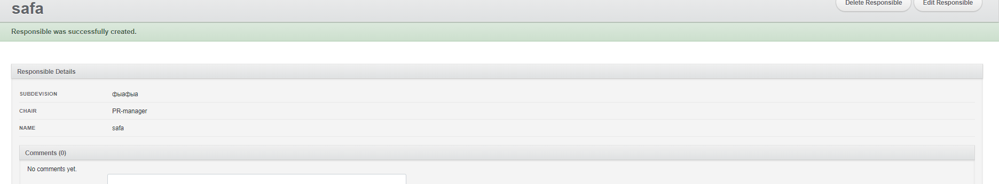 safa
Delete Responsible
Edit Responsible
Responsible was successfully created.
Responsible Details
SUBDEVISION фыафыа
CHAIR PR-manager
NAME safa
Comments (0)
No comments yet.